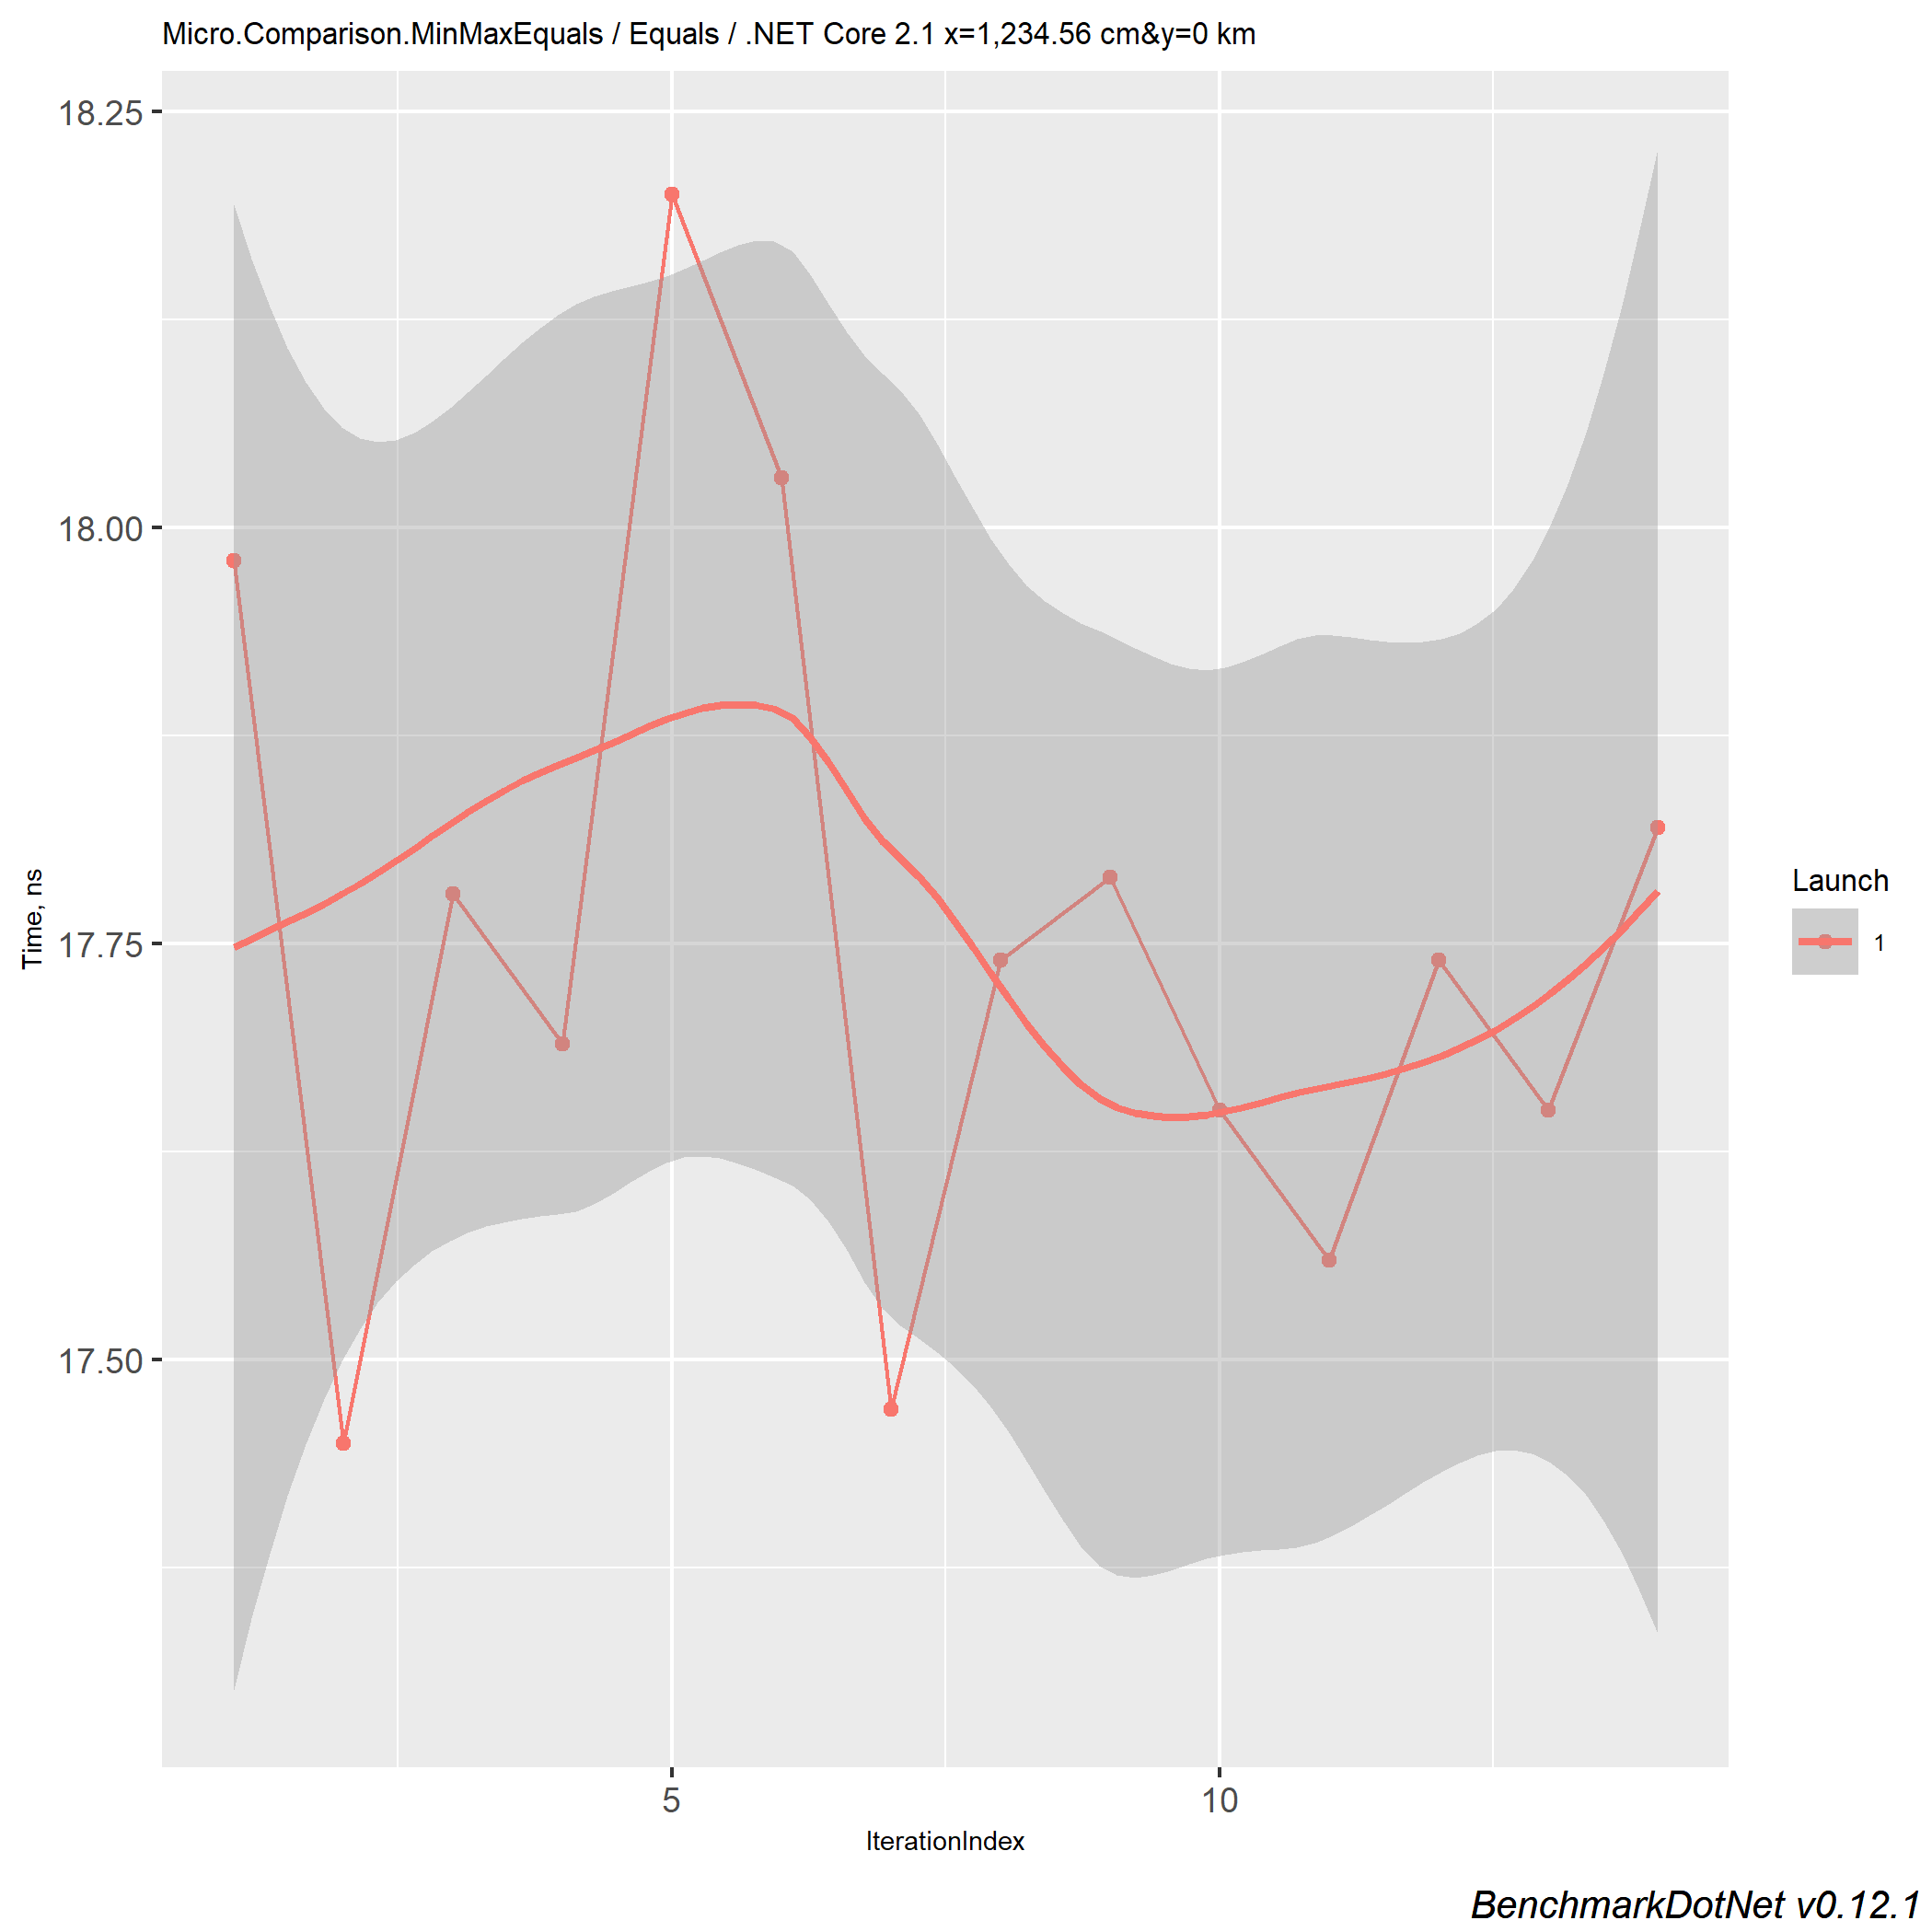 Micro.Comparison.MinMaxEquals / Equals / .NET Core 2.1 x=1,234.56 cm&y=0 km
18.25
18.00
17.75
17.50
Time, ns
5
10
IterationIndex
Launch
1
BenchmarkDotNet v0.12.1